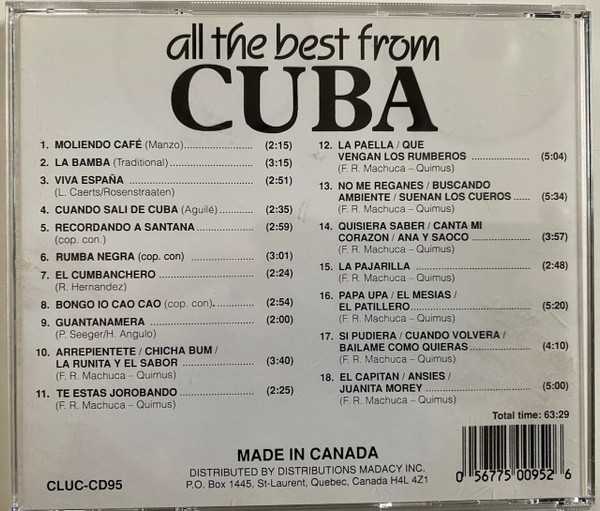 all the best from
CUBA
1. MOLIENDO CAFÉ (Manzo)..................... (2:15)
2. LA BAMBA (Traditional)..................... (3:15)
3. VIVA ESPAÑA ................................... (2:51)
(L. Caerts/Rosenstraaten)
4. CUANDO SALI DE CUBA (Aguilé)....... (2:35)
5. RECORDANDO A SANTANA............... (2:59)
(cop. con.)
6. RUMBA NEGRA (cop. con) ................. (3:01)
7. EL CUMBANCHERO ......................... (2:24)
(R. Hernandez)
8. BONGO IO CAO CAO (cop. con)........... (2:54)
9. GUANTANAMERA ............................ (2:00)
(P. Seeger/H. Angulo)
10. ARREPIENTETE / CHICHA BUM /
LA RUNITA Y EL SABOR .................... (3:40)
(F. R. Machuca – Quimus)
11. TE ESTAS JOROBANDO .................... (2:25)
(F. R. Machuca – Quimus)
12. LA PAELLA / QUE
VENGAN LOS RUMBEROS ................ (5:04)
(F. R. Machuca – Quimus)
13. NO ME REGANES / BUSCANDO
AMBIENTE / SUENAN LOS CUEROS ..... (5:34)
(F. R. Machuca – Quimus)
14. QUISIERA SABER / CANTA MI
CORAZON / ANA Y SAOCO ................. (3:57)
(F. R. Machuca – Quimus)
15. LA PAJARILLA ................................. (2:48)
(F. R. Machuca – Quimus)
16. PAPA UPA / EL MESIAS /
EL PATILLERO................................... (5:20)
(F. R. Machuca – Quimus)
17. SI PUDIERA / CUANDO VOLVERA /
BAILAME COMO QUIERAS ................. (4:10)
(F. R. Machuca – Quimus)
18. EL CAPITAN / ANSIES /
JUANITA MOREY .............................. (5:00)
(F. R. Machuca – Quimus)
Total time: 63:29
MADE IN CANADA
DISTRIBUTED BY DISTRIBUTIONS MADACY INC.
P.O. Box 1445, St-Laurent, Quebec, Canada H4L 4Z1
CLUC-CD95
0 56775 00952 6